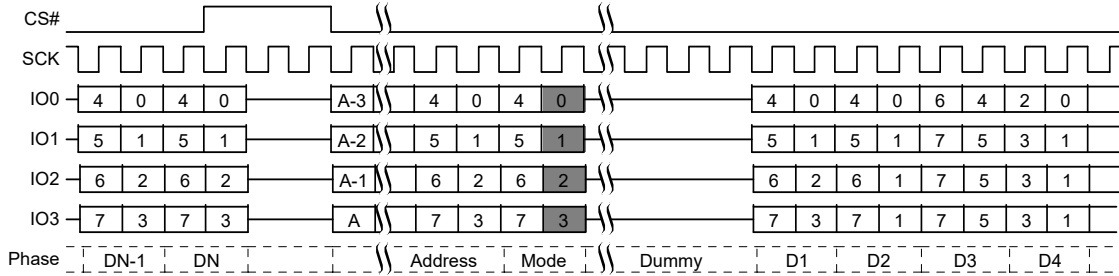 CS#
SCK
IO0 4 0 4 0 A-3 4 0 4 0 4 0 4 0 6 4 2 0
IO1 5 1 5 1 A-2 5 1 5 1 5 1 5 1 7 5 3 1
IO2 6 2 6 2 A-1 6 2 6 2 6 2 6 1 7 5 3 1
IO3 7 3 7 3 A 7 3 7 3 7 3 7 1 7 5 3 1
Phase DN-1 DN Address Mode Dummy D1 D2 D3 D4